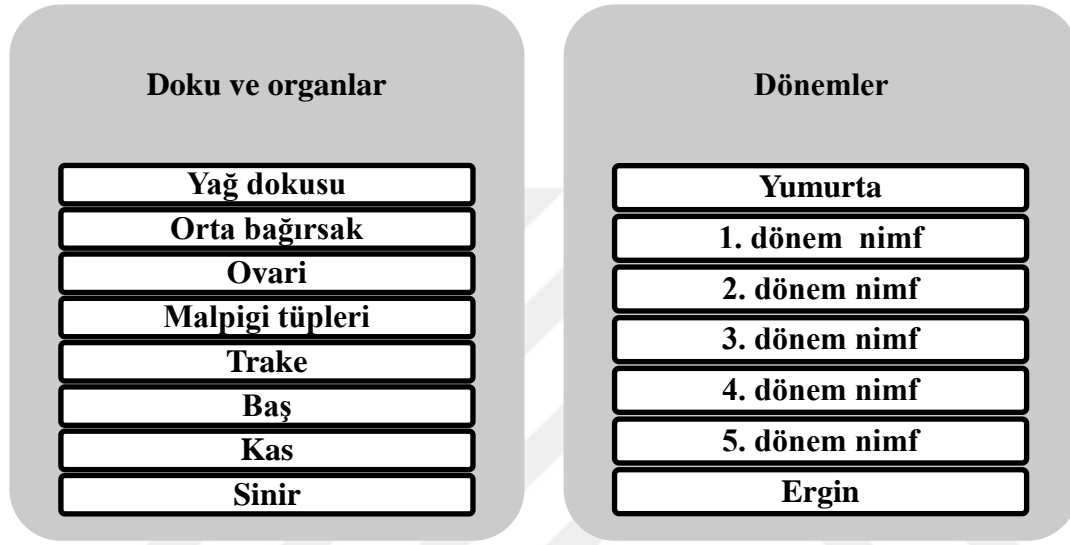 Doku ve organlar
Yağ dokusu
Orta bağırsak
Ovari
Malpigi tüpleri
Trake
Baş
Kas
Sinir
Dönemler
Yumurta
1. dönem  nimf
2. dönem nimf
3. dönem nimf
4. dönem nimf
5. dönem nimf
Ergin